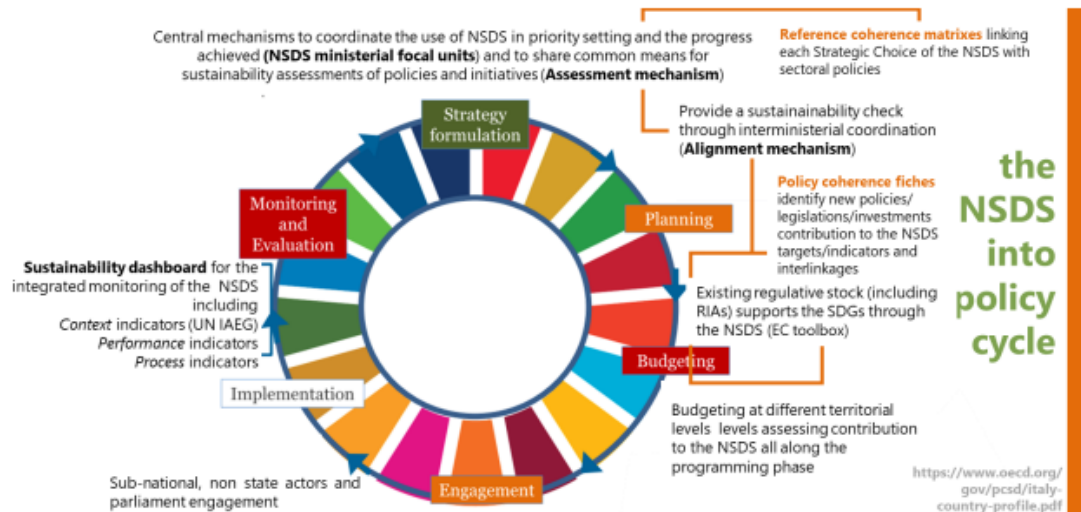 Central mechanisms to coordinate the use of NSDS in priority setting and the progress
achieved (NSDS ministerial focal units) and to share common means for
sustainability assessments of policies and initiatives (Assessment mechanism)
Reference coherence matrixes linking
each Strategic Choice of the NSDS with
sectoral policies
Strategy
formulation
Provide a sustainainability check
through interministerial coordination
(Alignment mechanism)
Policy coherence fiches
identify new policies/
legislations/investments
contribution to the NSDS
targets/indicators and
interlinkages
the
NSDS
into
policy
cycle
Planning
Monitoring
and
Evaluation
Sustainability dashboard for the
integrated monitoring of the NSDS
including
Context indicators (UN IAEG)
Performance indicators
Process indicators
Existing regulative stock (including
RIAs) supports the SDGs through
the NSDS (EC toolbox)
Budgeting
Implementation
Budgeting at different territorial
levels levels assessing contribution
to the NSDS all along the
programming phase
Sub-national, non state actors and
parliament engagement
Engagement
https://www.oecd.org/
gov/pcsd/italy-
country-profile.pdf